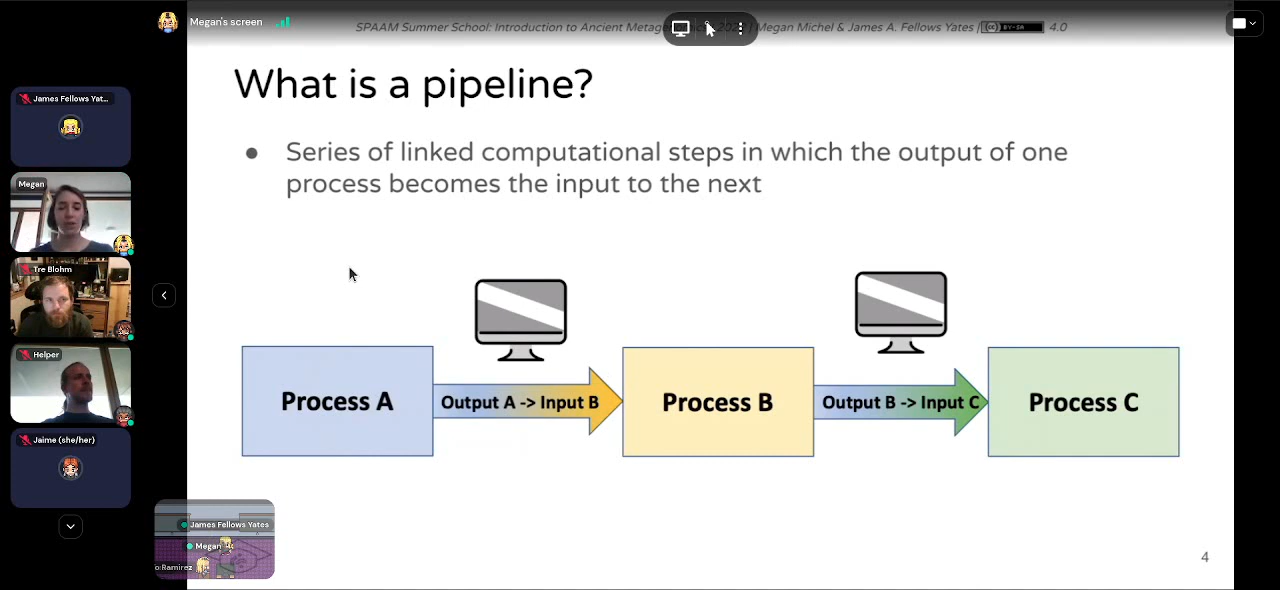 Megan's screen
SPAAM Summer School: Introduction to Ancient Metag | Megan Michel & James A. Fellows Yates | (cc) BY-SA 4.0
What is a pipeline?
● Series of linked computational steps in which the output of one
process becomes the input to the next
Process A
Output A -> Input B
Process B
Output B -> Input C
Process C
4
James Fellows Yat...
Megan
Tre Blohm
Helper
Jaime (she/her)
James Fellows Yates
Megan
o Ramirez